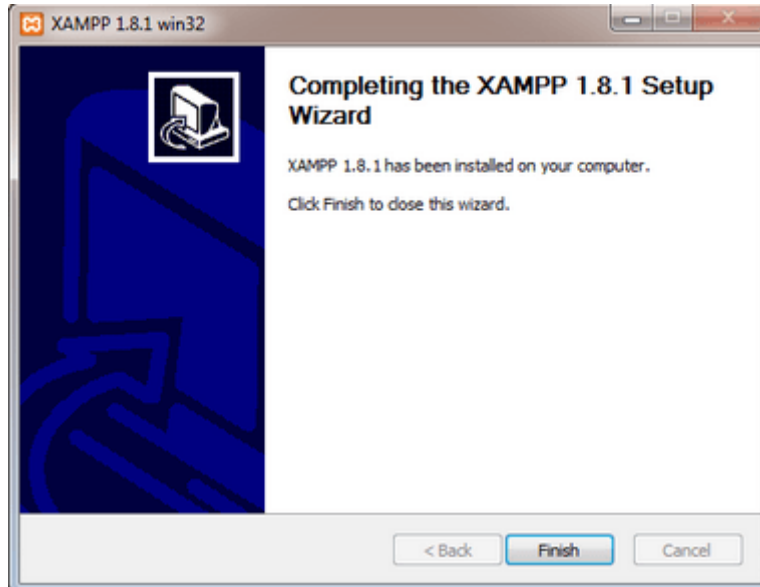 XAMPP 1.8.1 win32
Completing the XAMPP 1.8.1 Setup
Wizard
XAMPP 1.8.1 has been installed on your computer.
Click Finish to close this wizard.
< Back
Finish
Cancel